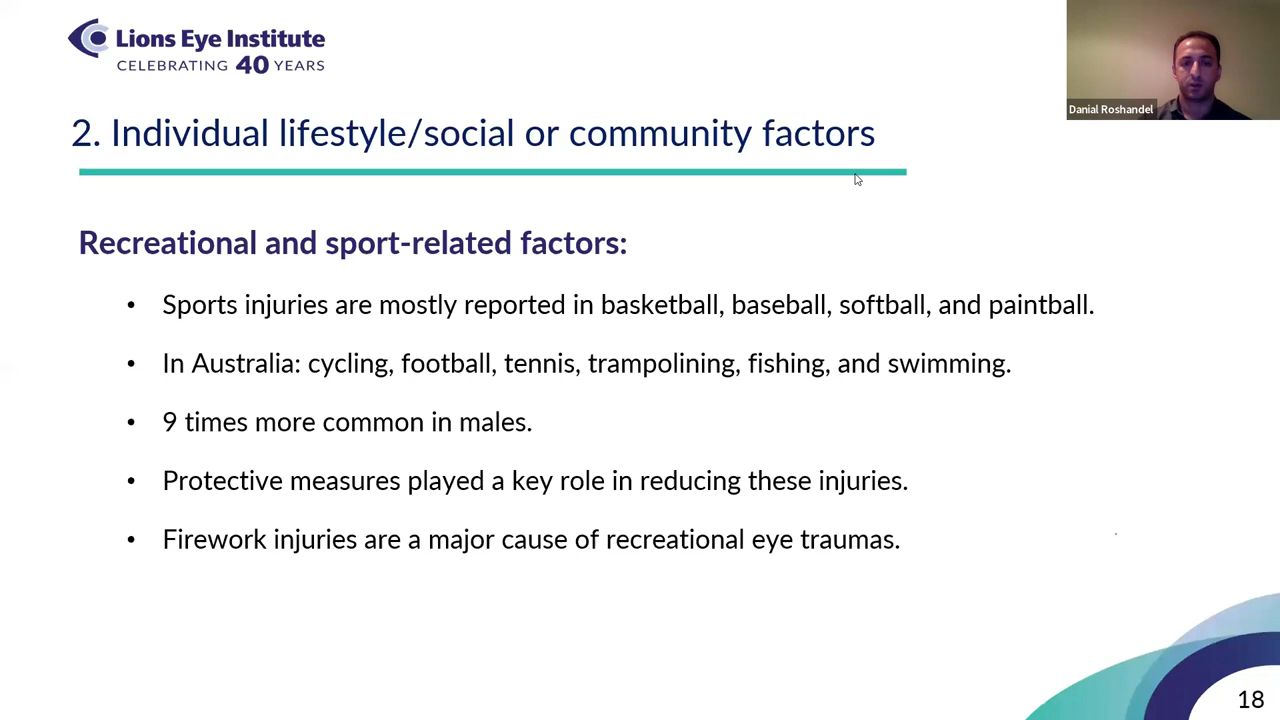 Lions Eye Institute
CELEBRATING 40 YEARS
Danial Roshandel
2. Individual lifestyle/social or community factors
Recreational and sport-related factors:
• Sports injuries are mostly reported in basketball, baseball, softball, and paintball.
• In Australia: cycling, football, tennis, trampolining, fishing, and swimming.
• 9 times more common in males.
• Protective measures played a key role in reducing these injuries.
• Firework injuries are a major cause of recreational eye traumas.
18